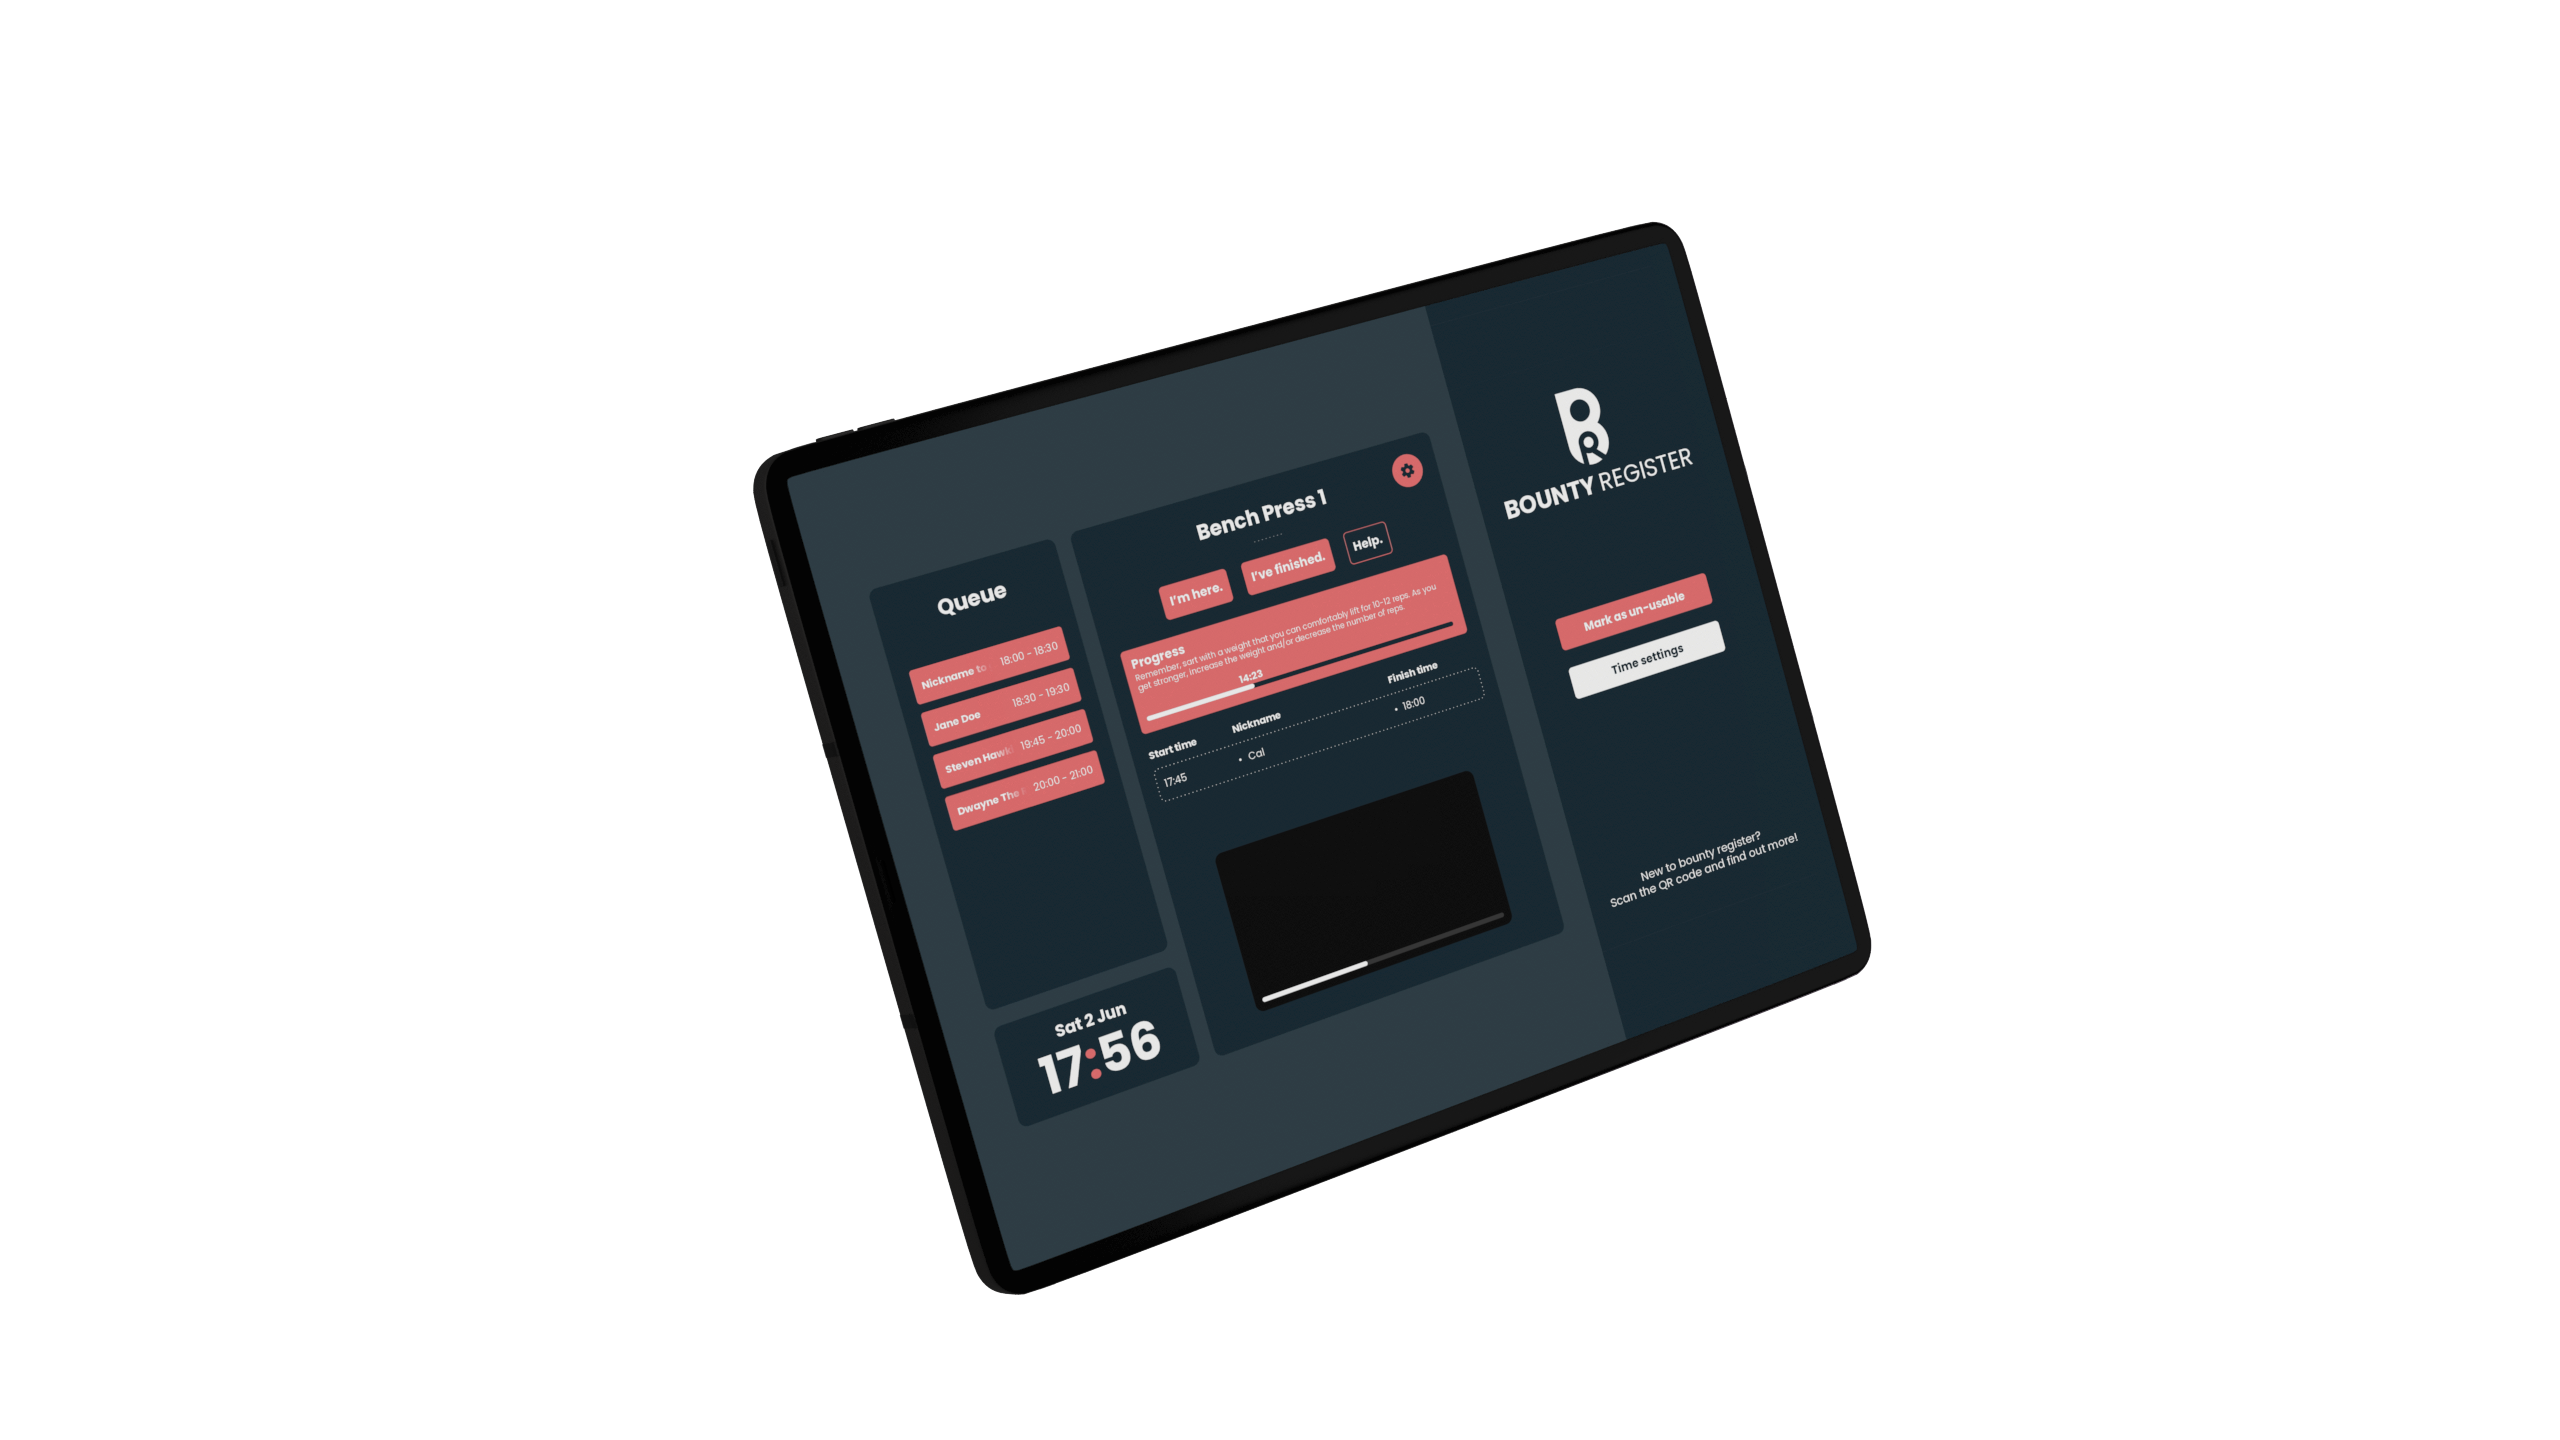 Queue
Nickname to 18:00 - 18:30
Jane Doe 18:30 - 19:30
Steven Haw 19:45 - 20:00
Dwayne The 20:00 - 21:00
Sat 2 Jun
17:56
Bench Press 1
I'm here.
I've finished.
Help.
Progress
Remember, sart with a weight that you can comfortably lift for 10-12 reps. As you
get stronger, increase the weight and/or decrease the number of reps.
14:23
Start time Nickname Finish time
17:45 • Cal • 18:00
BR
BOUNTY REGISTER
Mark as un-usable
Time settings
New to bounty register?
Scan the QR code and find out more!